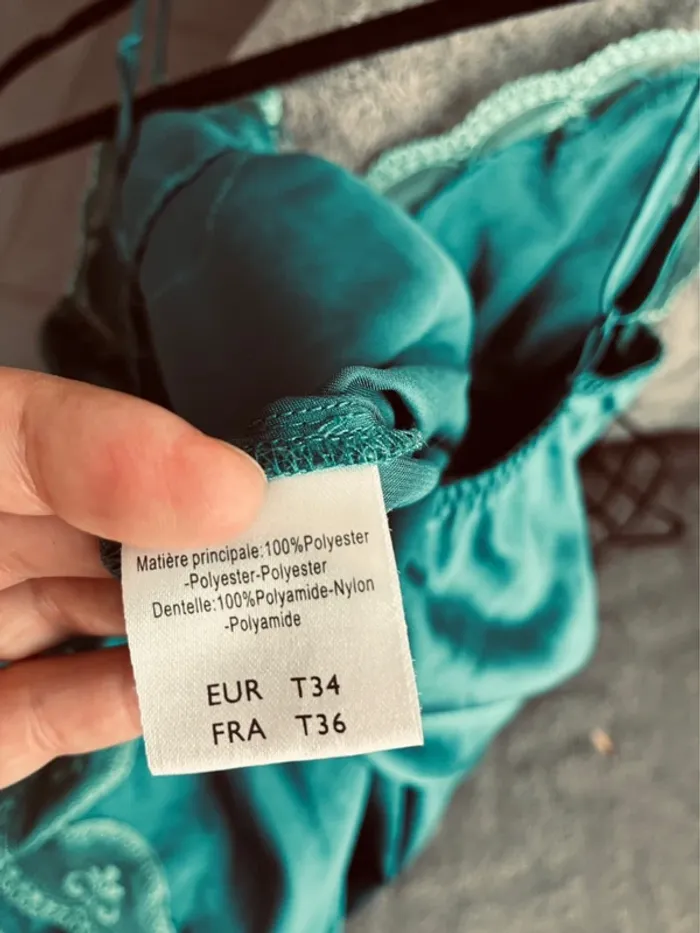 Matière principale:100%Polyester
-Polyester-Polyester
Dentelle:100%Polyamide-Nylon
-Polyamide
EUR T34
FRA T36